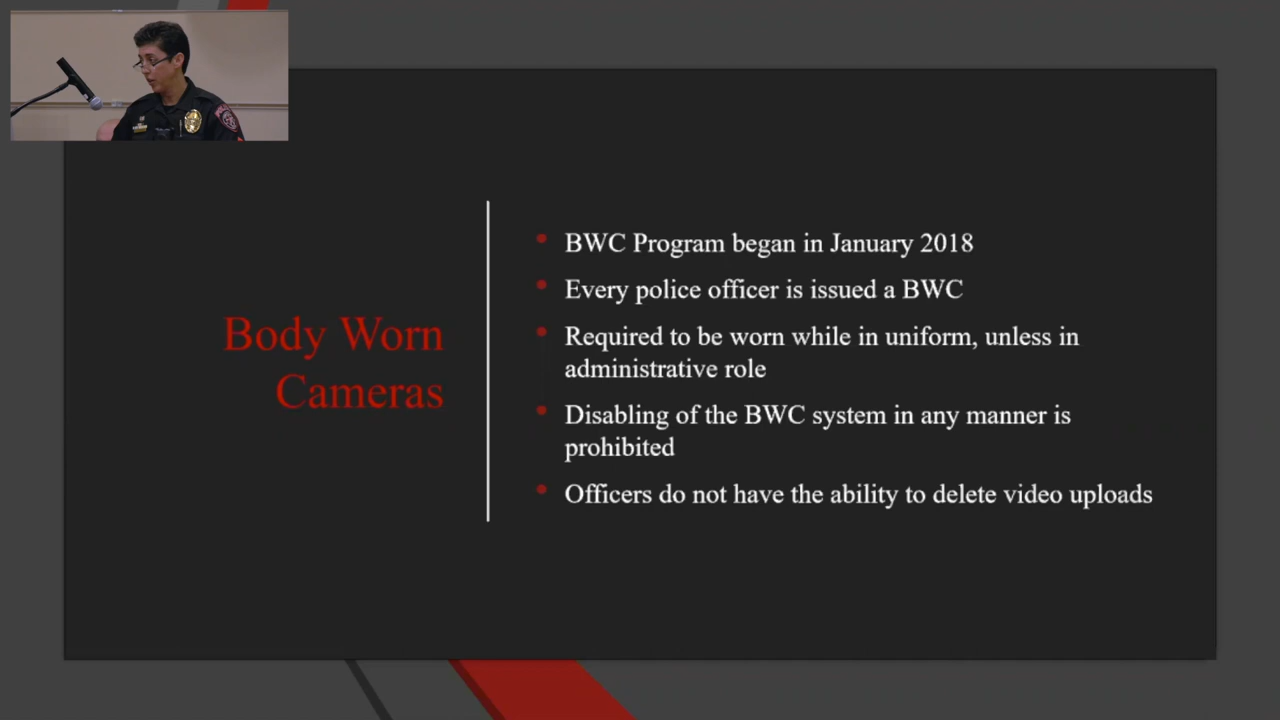 Body Worn
Cameras
BWC Program began in January 2018
Every police officer is issued a BWC
Required to be worn while in uniform, unless in
administrative role
Disabling of the BWC system in any manner is
prohibited
Officers do not have the ability to delete video uploads